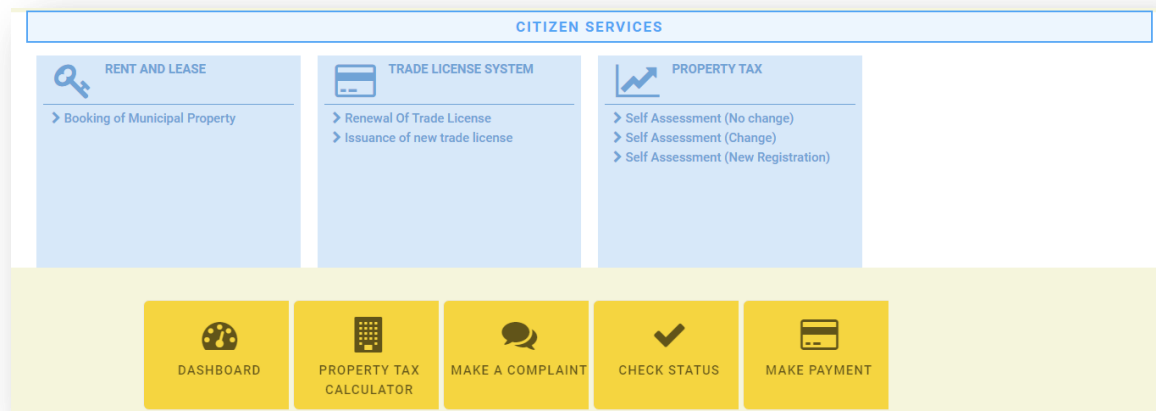 CITIZEN SERVICES
RENT AND LEASE
Booking of Municipal Property
TRADE LICENSE SYSTEM
Renewal Of Trade License
Issuance of new trade license
PROPERTY TAX
Self Assessment (No change)
Self Assessment (Change)
Self Assessment (New Registration)
DASHBOARD
PROPERTY TAX
CALCULATOR
MAKE A COMPLAINT
CHECK STATUS
MAKE PAYMENT